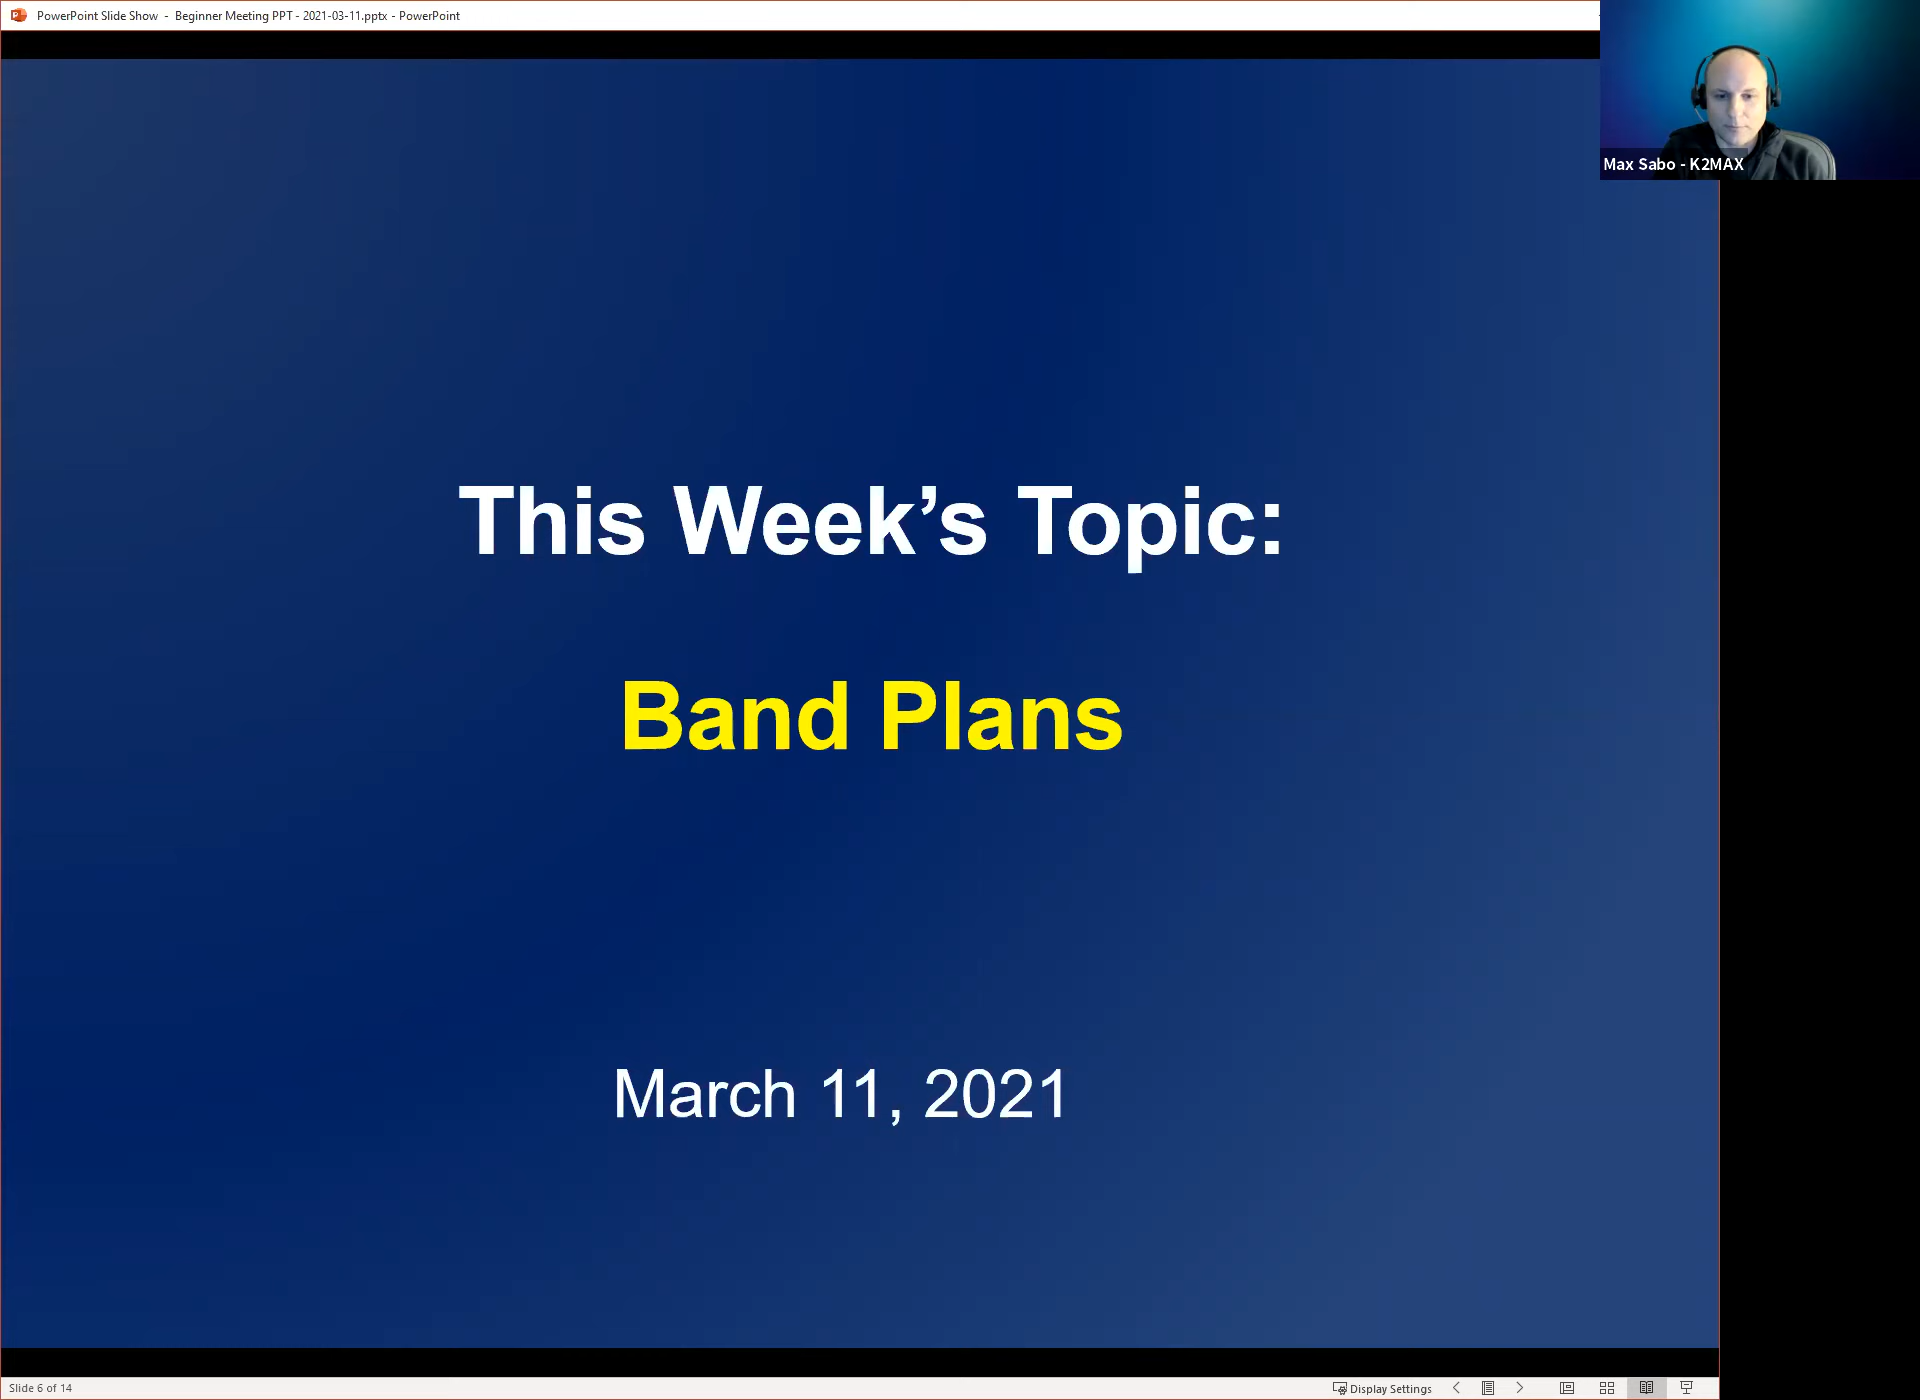 PowerPoint Slide Show - Beginner Meeting PPT - 2021-03-11.pptx - PowerPoint
Max Sabo - K2MAX
This Week’s Topic:
Band Plans
March 11, 2021
Slide 6 of 14
Display Settings